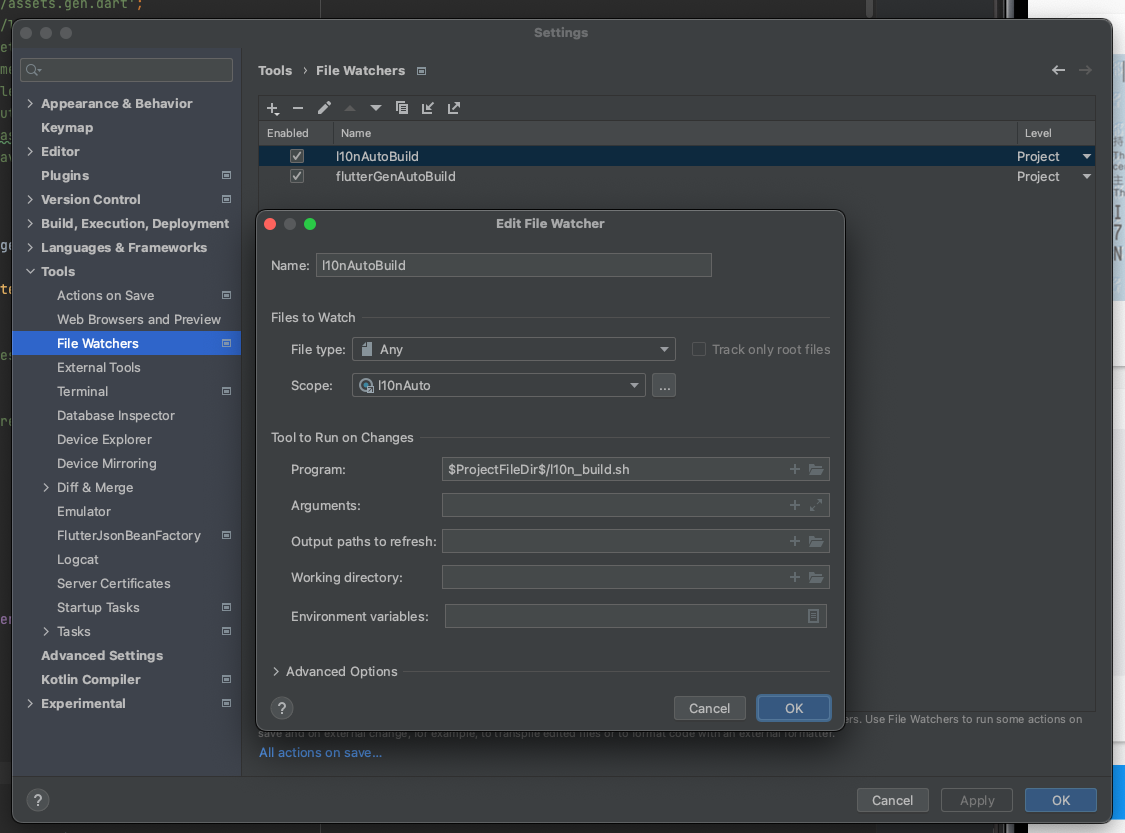 /assets.gen.dart';
Settings
Tools › File Watchers
Appearance & Behavior
Keymap
Editor
Plugins
Version Control
Build, Execution, Deployment
Languages & Frameworks
Tools
Actions on Save
Web Browsers and Preview
File Watchers
External Tools
Terminal
Database Inspector
Device Explorer
Device Mirroring
Diff & Merge
Emulator
FlutterJsonBeanFactory
Logcat
Server Certificates
Startup Tasks
Tasks
Advanced Settings
Kotlin Compiler
Experimental
Enabled Name Level
l10nAutoBuild Project
flutterGenAutoBuild Project
Edit File Watcher
Name: l10nAutoBuild
Files to Watch
File type: Any Track only root files
Scope: l10nAuto ...
Tool to Run on Changes
Program: $ProjectFileDir$/l10n_build.sh
Arguments:
Output paths to refresh:
Working directory:
Environment variables:
Advanced Options
? Cancel OK
ers. Use File Watchers to run some actions on
save and on external change, for example, to transpile edited files or to format code with an external formatter.
All actions on save...
? Cancel Apply OK